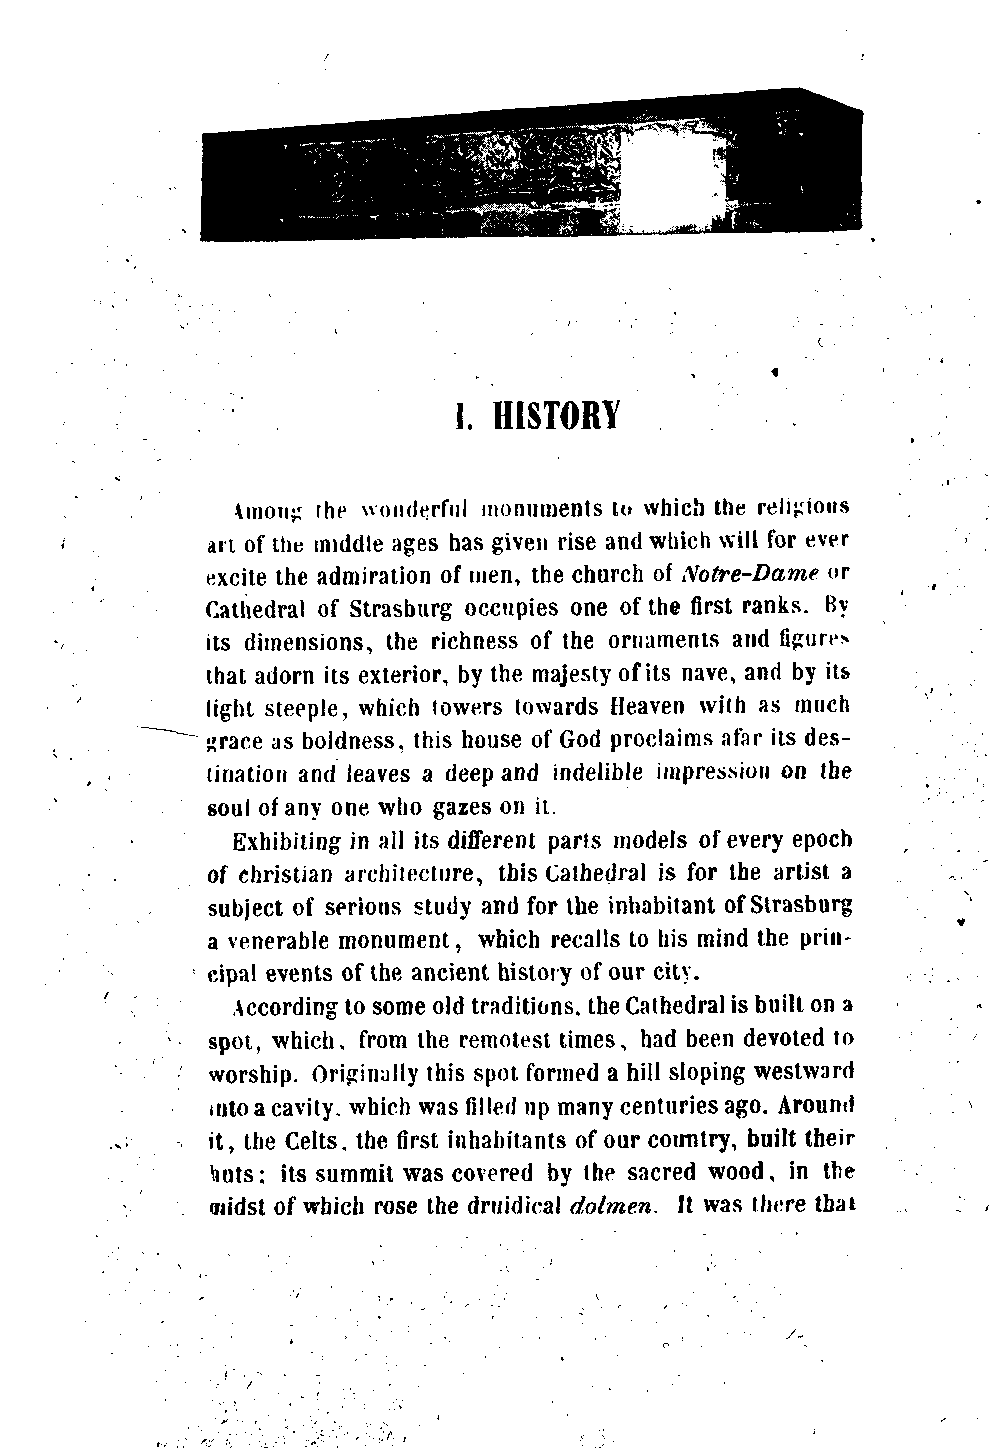 I. HISTORY
Among the wonderful monuments to which the religious
art of the middle ages has given rise and which will for ever
excite the admiration of men, the church of Notre-Dame or
Cathedral of Strasburg occupies one of the first ranks. By
its dimensions, the richness of the ornaments and figures
that adorn its exterior, by the majesty of its nave, and by its
light steeple, which towers towards Heaven with as much
grace as boldness, this house of God proclaims afar its des-
tination and leaves a deep and indelible impression on the
soul of any one who gazes on it.
Exhibiting in all its different parts models of every epoch
of christian architecture, this Cathedral is for the artist a
subject of serious study and for the inhabitant of Strasburg
a venerable monument, which recalls to his mind the prin-
cipal events of the ancient history of our city.
According to some old traditions, the Cathedral is built on a
spot, which, from the remotest times, had been devoted to
worship. Originally this spot formed a hill sloping westward
into a cavity, which was filled up many centuries ago. Around
it, the Celts, the first inhabitants of our country, built their
huts; its summit was covered by the sacred wood, in the
midst of which rose the druidical dolmen. It was there that